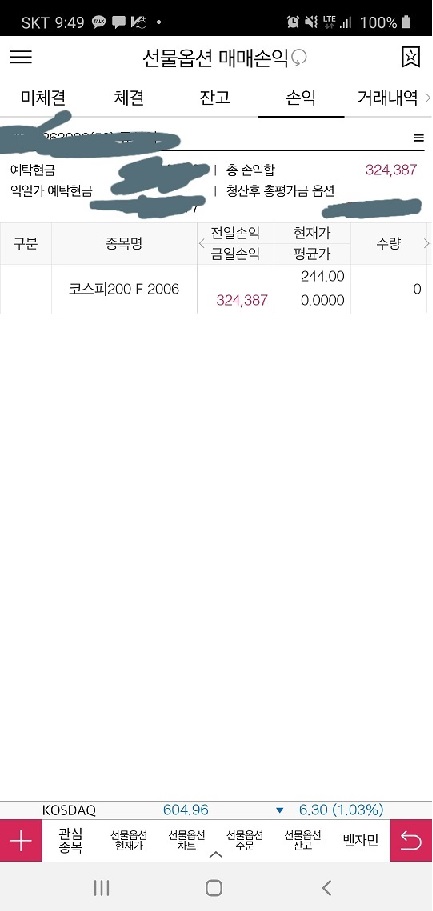 SKT 9:49 LTE 100%
선물옵션 매매손익
미체결 체결 잔고 손익 거래내역
예탁현금 총 손익합 324,387
익일가 예탁현금 청산후 총평가금 옵션
구분 종목명 전일손익 현재가 수량
금일손익 평균가
코스피200 F 2006 244.00 0
324,387 0.0000
KOSDAQ 604.96 ▼ 6.30 (1.03%)
관심 선물옵션 선물옵션 선물옵션 선물옵션 벤자민
종목 현재가 차트 주문 잔고